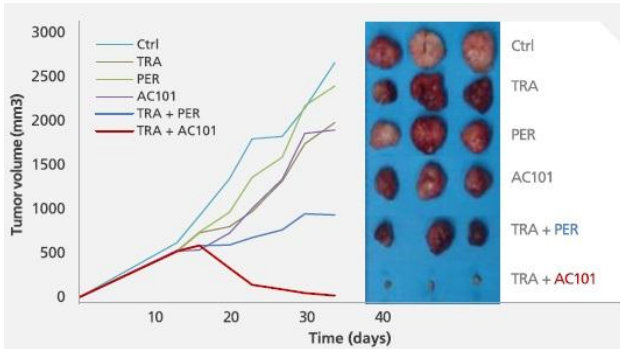 3000
2500
2000
1500
1000
500
0
Tumor volume (mm3)
Ctrl
TRA
PER
AC101
TRA + PER
TRA + AC101
10
20
30
40
Time (days)
Ctrl
TRA
PER
AC101
TRA + PER
TRA + AC101